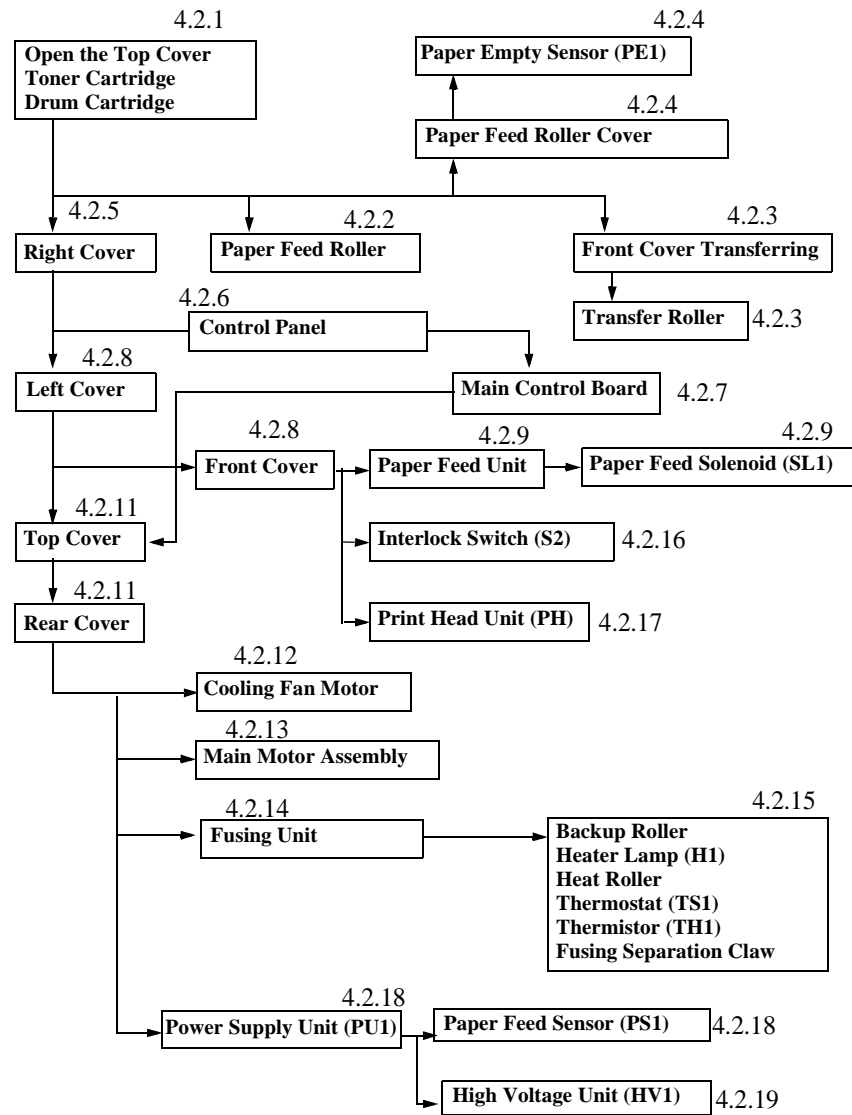 4.2.1
Open the Top Cover
Toner Cartridge
Drum Cartridge
4.2.4
Paper Empty Sensor (PE1)
4.2.4
Paper Feed Roller Cover
4.2.5
Right Cover
4.2.2
Paper Feed Roller
4.2.3
Front Cover Transferring
Transfer Roller
4.2.3
4.2.6
Control Panel
4.2.8
Left Cover
Main Control Board
4.2.7
4.2.8
Front Cover
4.2.9
Paper Feed Unit
4.2.9
Paper Feed Solenoid (SL1)
4.2.11
Top Cover
Interlock Switch (S2)
4.2.16
4.2.11
Rear Cover
Print Head Unit (PH)
4.2.17
4.2.12
Cooling Fan Motor
4.2.13
Main Motor Assembly
4.2.14
Fusing Unit
4.2.15
Backup Roller
Heater Lamp (H1)
Heat Roller
Thermostat (TS1)
Thermistor (TH1)
Fusing Separation Claw
4.2.18
Power Supply Unit (PU1)
Paper Feed Sensor (PS1)
4.2.18
High Voltage Unit (HV1)
4.2.19